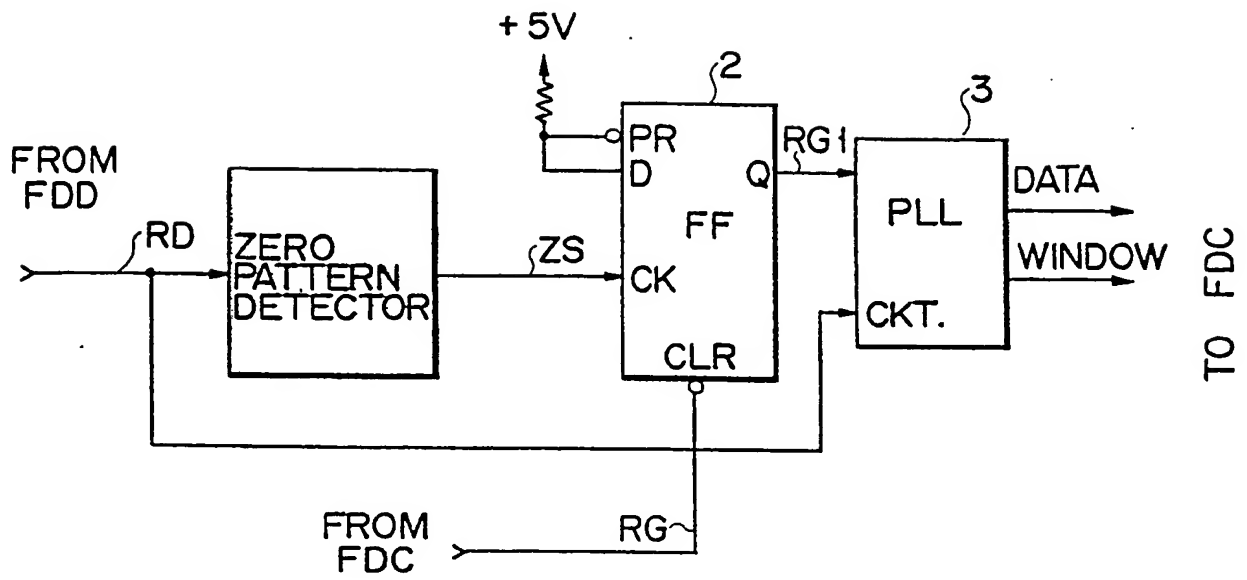 +5V
2
3
FROM
FDD
PR
D
Q
RG1
DATA
PLL
FF
RD
ZERO
PATTERN
DETECTOR
ZS
CK
WINDOW
CKT.
CLR
TO FDC
FROM
FDC
RG